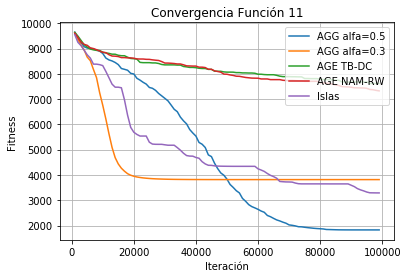 Convergencia Función 11
Fitness
10000
9000
8000
7000
6000
5000
4000
3000
2000
AGG alfa=0.5
AGG alfa=0.3
AGE TB-DC
AGE NAM-RW
Islas
0
20000
40000
60000
80000
100000
Iteración